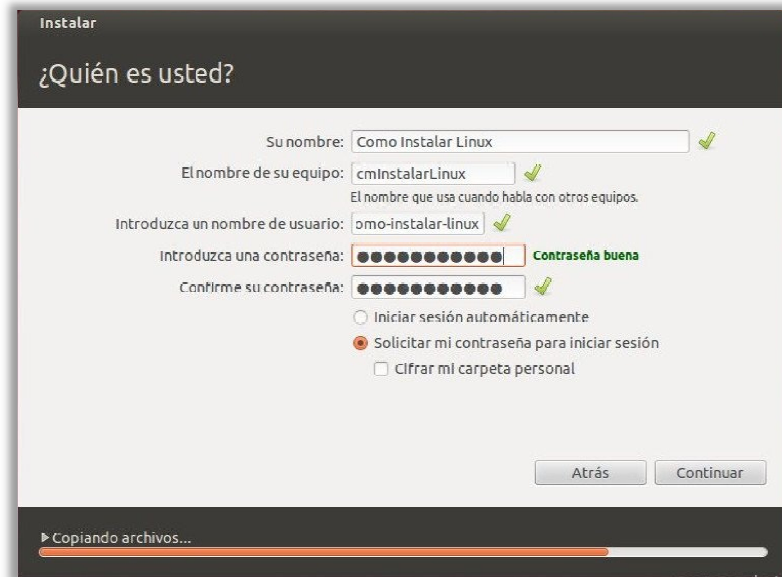 Instalar
¿Quién es usted?
Su nombre: Como Instalar Linux
El nombre de su equipo: cmInstalarLinux
El nombre que usa cuando habla con otros equipos.
Introduzca un nombre de usuario: omo-instalar-linux
Introduzca una contraseña: ●●●●●●●●●●● Contraseña buena
Confirme su contraseña: ●●●●●●●●●●●
Iniciar sesión automáticamente
Solicitar mi contraseña para iniciar sesión
Cifrar mi carpeta personal
Atrás Continuar
Copiando archivos...